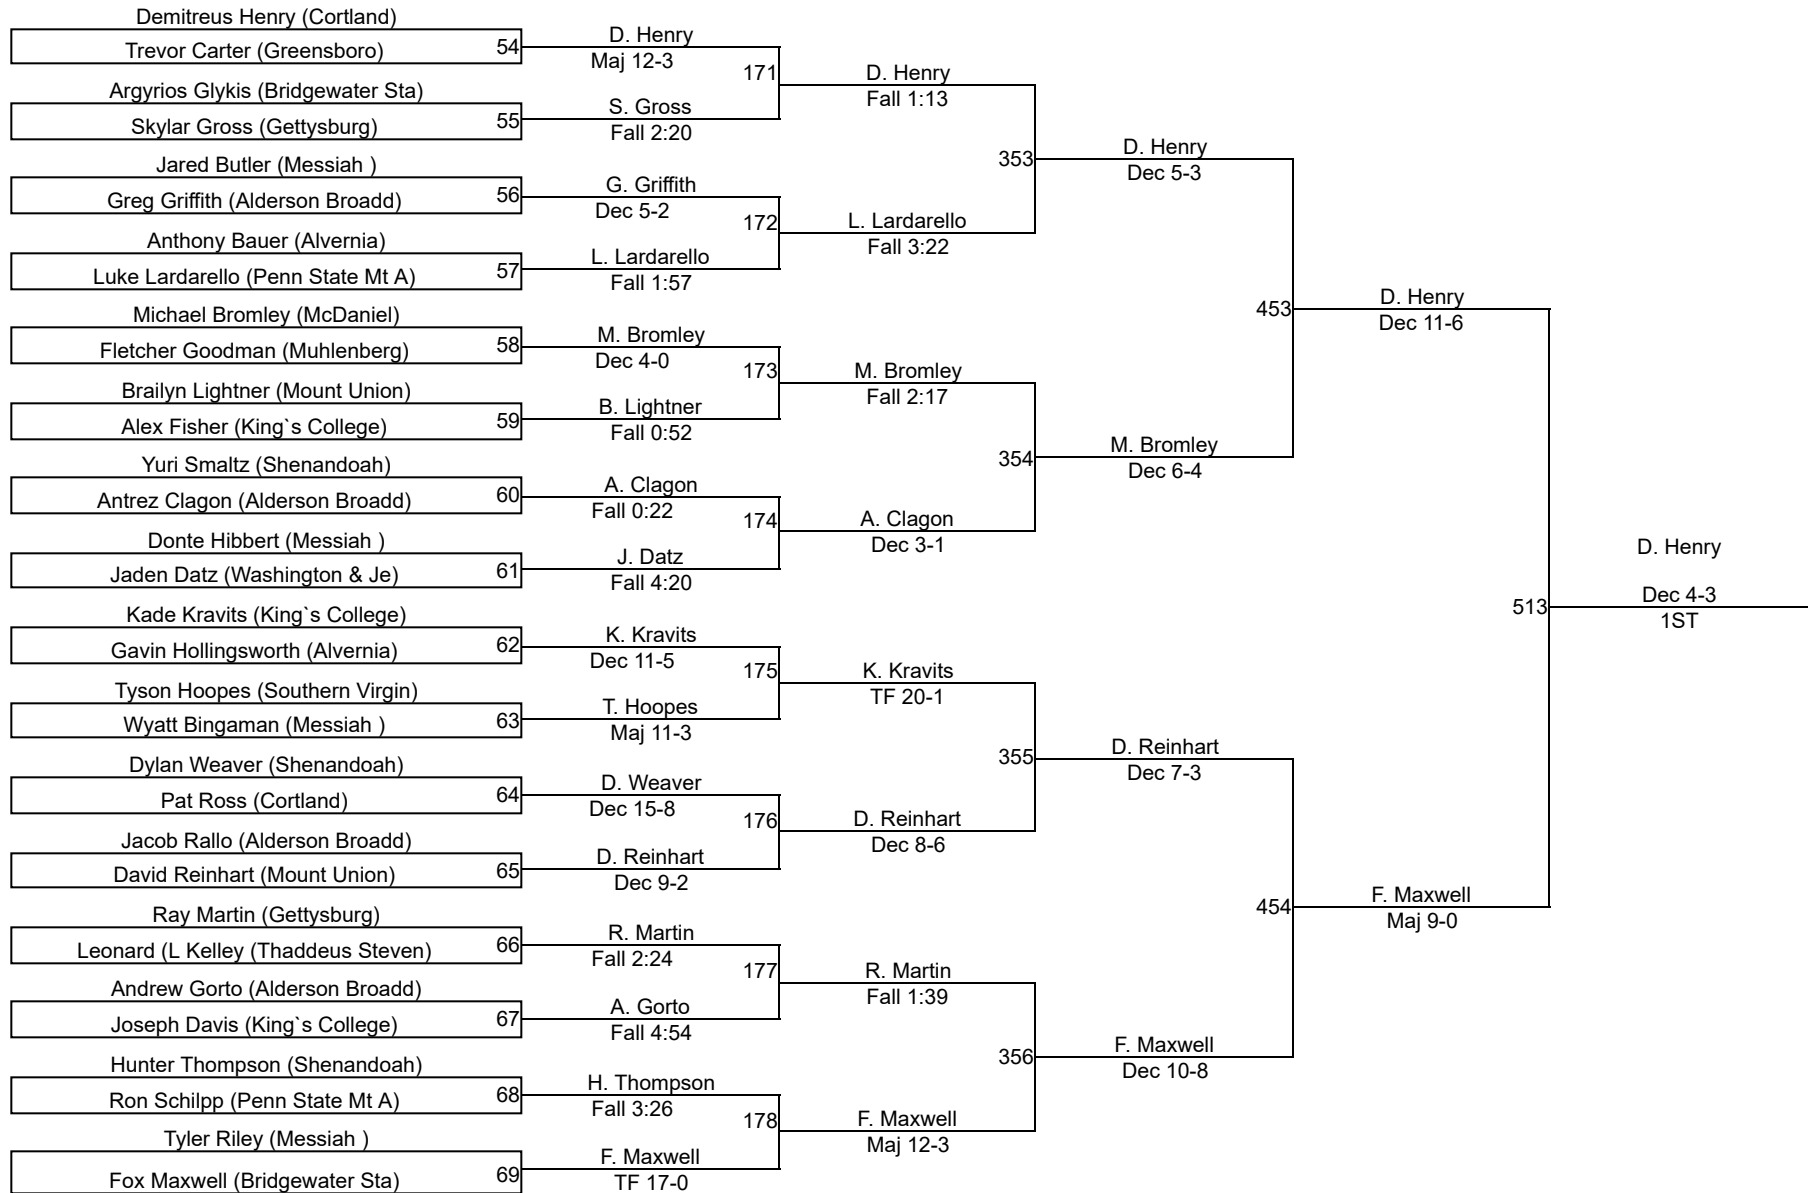 Demitreus Henry (Cortland)
Trevor Carter (Greensboro)
54
Argyrios Glykis (Bridgewater Sta)
Skylar Gross (Gettysburg)
55
Jared Butler (Messiah )
Greg Griffith (Alderson Broadd)
56
Anthony Bauer (Alvernia)
Luke Lardarello (Penn State Mt A)
57
Michael Bromley (McDaniel)
Fletcher Goodman (Muhlenberg)
58
Brailyn Lightner (Mount Union)
Alex Fisher (King`s College)
59
Yuri Smaltz (Shenandoah)
Antrez Clagon (Alderson Broadd)
60
Donte Hibbert (Messiah )
Jaden Datz (Washington & Je)
61
Kade Kravits (King`s College)
Gavin Hollingsworth (Alvernia)
62
Tyson Hoopes (Southern Virgin)
Wyatt Bingaman (Messiah )
63
Dylan Weaver (Shenandoah)
Pat Ross (Cortland)
64
Jacob Rallo (Alderson Broadd)
David Reinhart (Mount Union)
65
Ray Martin (Gettysburg)
Leonard (L Kelley (Thaddeus Steven)
66
Andrew Gorto (Alderson Broadd)
Joseph Davis (King`s College)
67
Hunter Thompson (Shenandoah)
Ron Schilpp (Penn State Mt A)
68
Tyler Riley (Messiah )
Fox Maxwell (Bridgewater Sta)
69
D. Henry
Maj 12-3
171
S. Gross
Fall 2:20
G. Griffith
Dec 5-2
172
L. Lardarello
Fall 1:57
M. Bromley
Dec 4-0
173
B. Lightner
Fall 0:52
A. Clagon
Fall 0:22
174
J. Datz
Fall 4:20
K. Kravits
Dec 11-5
175
T. Hoopes
Maj 11-3
D. Weaver
Dec 15-8
176
D. Reinhart
Dec 9-2
R. Martin
Fall 2:24
177
A. Gorto
Fall 4:54
H. Thompson
Fall 3:26
178
F. Maxwell
TF 17-0
D. Henry
Fall 1:13
353
L. Lardarello
Fall 3:22
M. Bromley
Fall 2:17
354
A. Clagon
Dec 3-1
K. Kravits
TF 20-1
355
D. Reinhart
Dec 8-6
R. Martin
Fall 1:39
356
F. Maxwell
Maj 12-3
D. Henry
Dec 5-3
453
M. Bromley
Dec 6-4
D. Reinhart
Dec 7-3
454
F. Maxwell
Dec 10-8
D. Henry
Dec 11-6
513
F. Maxwell
Maj 9-0
D. Henry
Dec 4-3
1ST